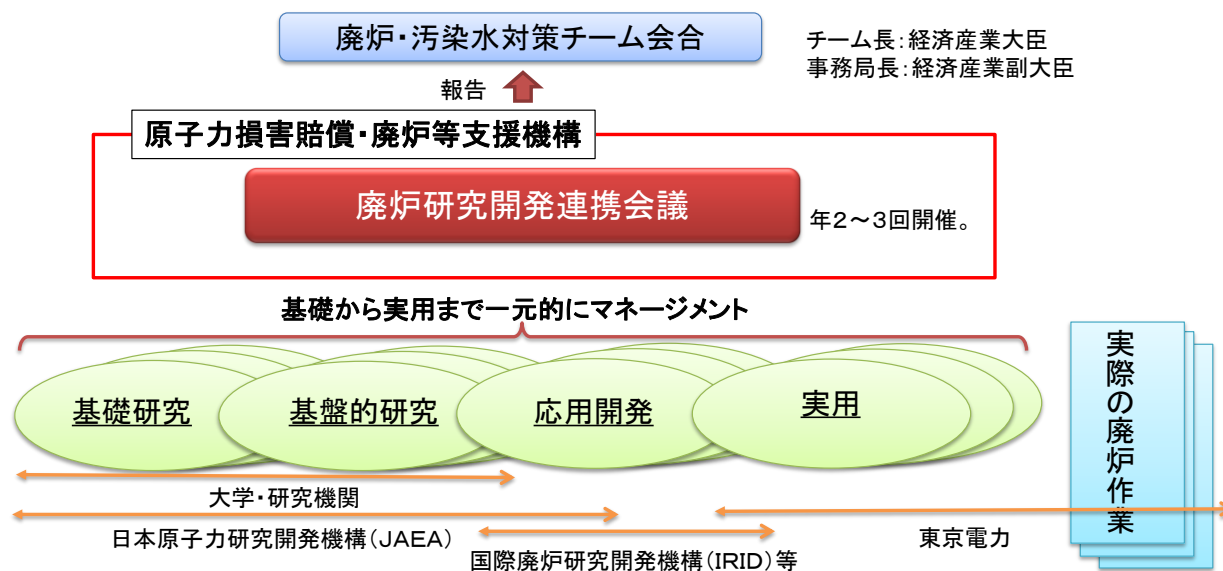 廃炉・汚染水対策チーム会合
チーム長：経済産業大臣
事務局長：経済産業副大臣
報告
原子力損害賠償・廃炉等支援機構
廃炉研究開発連携会議
年２～３回開催。
基礎から実用まで一元的にマネージメント
基礎研究
基盤的研究
応用開発
実用
実際の廃炉作業
大学・研究機関
日本原子力研究開発機構（JAEA）
国際廃炉研究開発機構（IRID）等
東京電力